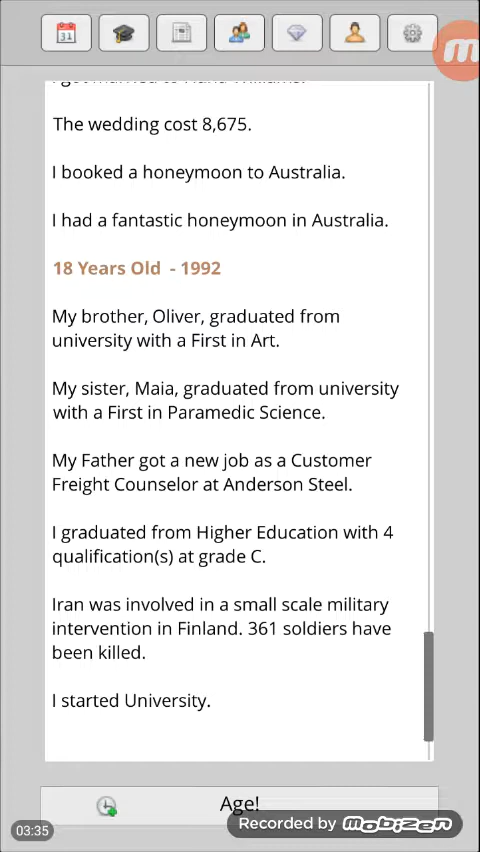 31
The wedding cost 8,675.
I booked a honeymoon to Australia.
I had a fantastic honeymoon in Australia.
18 Years Old - 1992
My brother, Oliver, graduated from
university with a First in Art.
My sister, Maia, graduated from university
with a First in Paramedic Science.
My Father got a new job as a Customer
Freight Counselor at Anderson Steel.
I graduated from Higher Education with 4
qualification(s) at grade C.
Iran was involved in a small scale military
intervention in Finland. 361 soldiers have
been killed.
I started University.
Age!
03:35
Recorded by mobizen